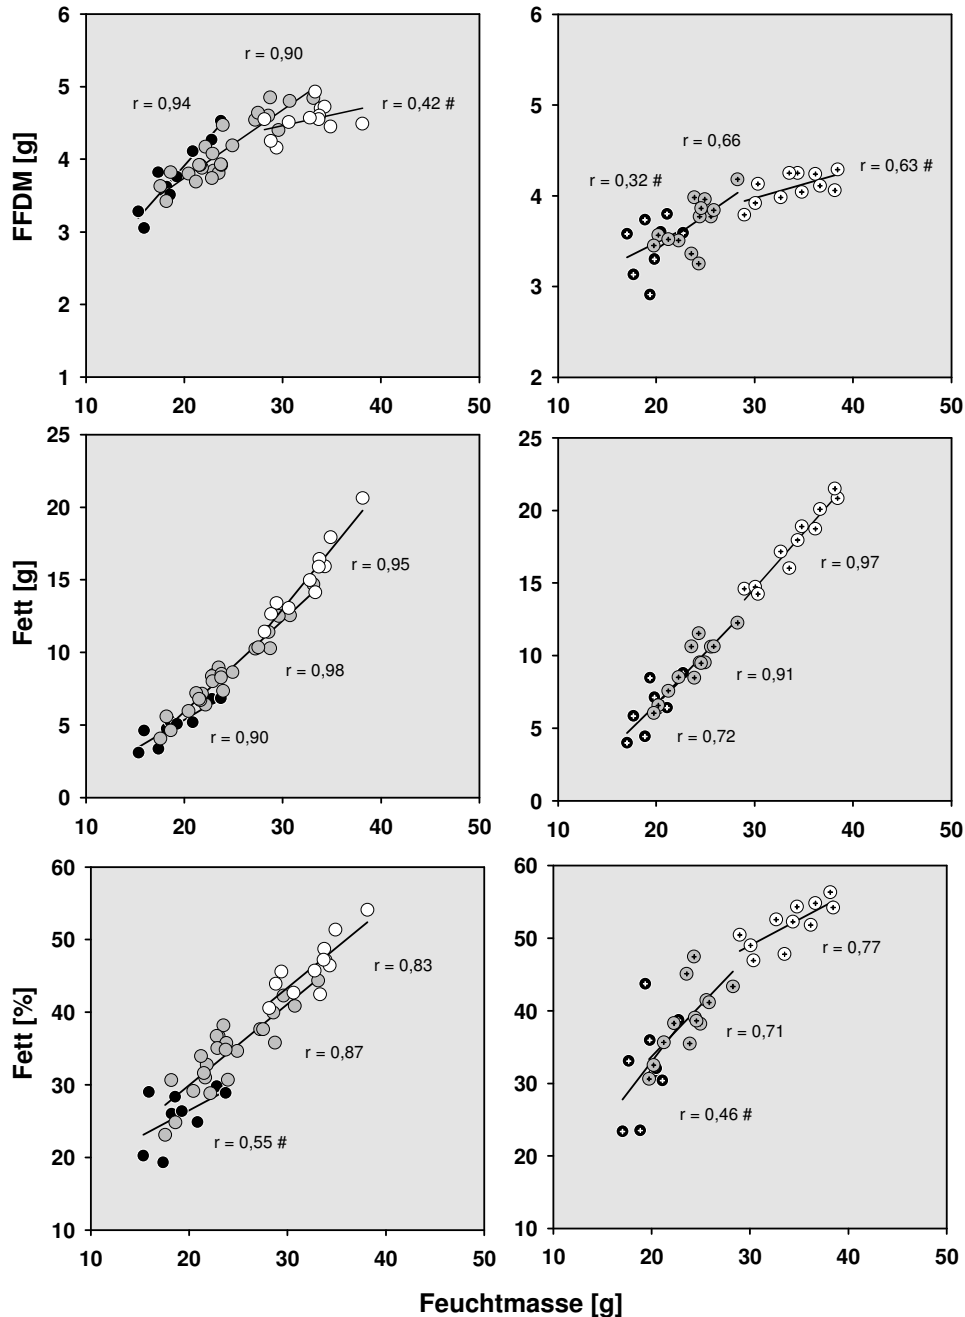 6
5
4
3
2
1
FFDM [g]
r = 0,90
r = 0,94
r = 0,42 #
10 20 30 40 50
6
5
4
3
2
r = 0,66
r = 0,32 #
r = 0,63 #
10 20 30 40 50
25
20
15
10
5
0
Fett [g]
r = 0,95
r = 0,98
r = 0,90
10 20 30 40 50
25
20
15
10
5
0
r = 0,97
r = 0,91
r = 0,72
10 20 30 40 50
60
50
40
30
20
10
Fett [%]
r = 0,83
r = 0,87
r = 0,55 #
10 20 30 40 50
60
50
40
30
20
10
r = 0,77
r = 0,71
r = 0,46 #
10 20 30 40 50
Feuchtmasse [g]